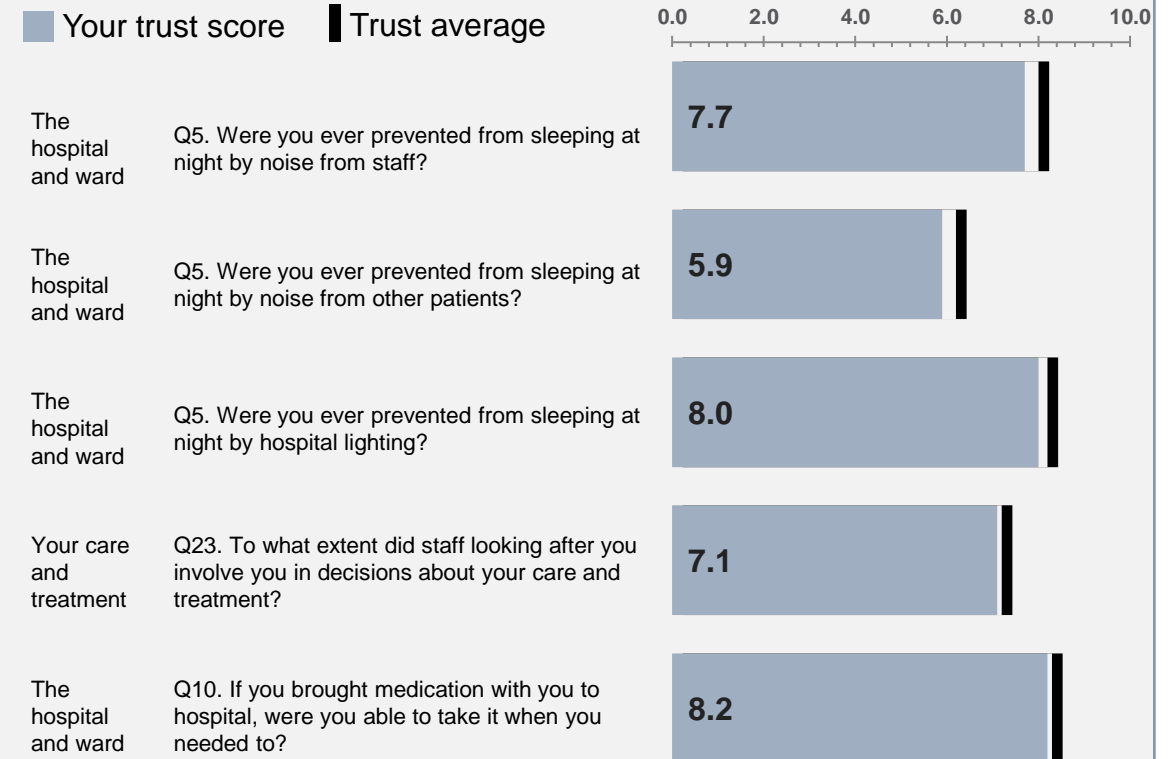 Your trust score Trust average
0.0 2.0 4.0 6.0 8.0 10.0
The
hospital
and ward
Q5. Were you ever prevented from sleeping at
night by noise from staff?
7.7
The
hospital
and ward
Q5. Were you ever prevented from sleeping at
night by noise from other patients?
5.9
The
hospital
and ward
Q5. Were you ever prevented from sleeping at
night by hospital lighting?
8.0
Your care
and
treatment
Q23. To what extent did staff looking after you
involve you in decisions about your care and
treatment?
7.1
The
hospital
and ward
Q10. If you brought medication with you to
hospital, were you able to take it when you
needed to?
8.2